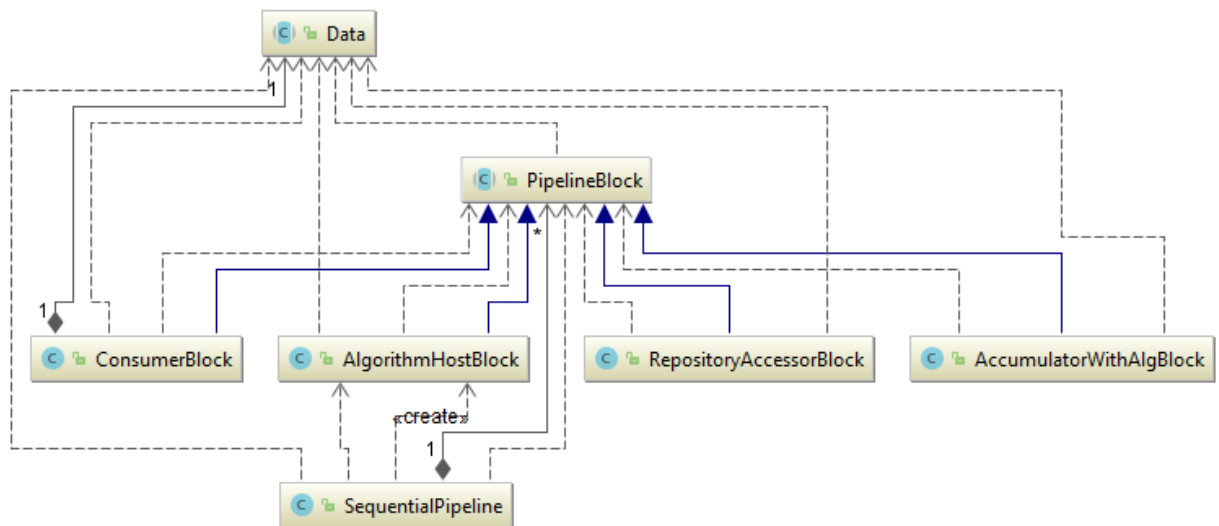 Data
1
PipelineBlock
*
1
ConsumerBlock
AlgorithmHostBlock
RepositoryAccessorBlock
AccumulatorWithAlgBlock
«create»
1
SequentialPipeline